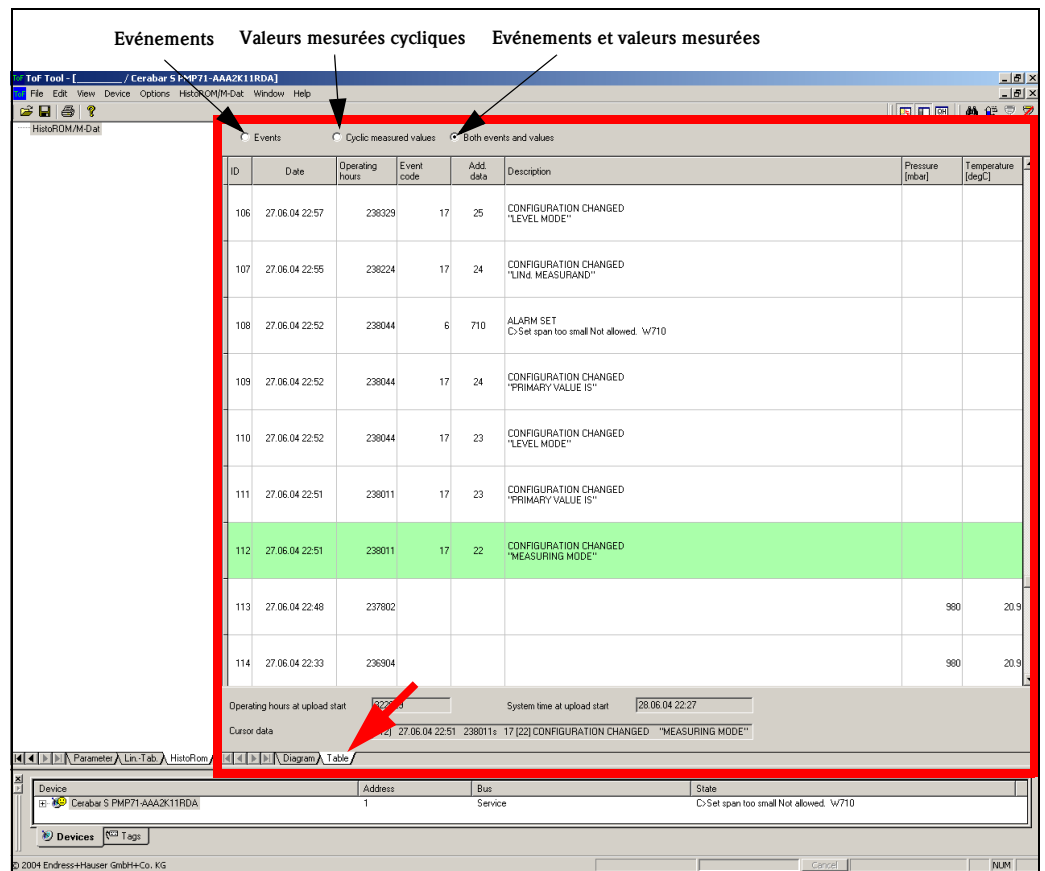 Evénements Valeurs mesurées cycliques Evénements et valeurs mesurées
ToF Tool - [________ / Cerabar S PMP71-AAA2K11RDA]
File Edit View Device Options HistoROM/M-Dat Window Help
HistoROM/M-Dat
Events Cyclic measured values Both events and values
ID Date Operating hours Event code Add. data Description Pressure [mbar] Temperature [degC]
106 27.06.04 22:57 238329 17 25 CONFIGURATION CHANGED
"LEVEL MODE"
107 27.06.04 22:55 238224 17 24 CONFIGURATION CHANGED
"LINd. MEASURAND"
108 27.06.04 22:52 238044 6 710 ALARM SET
C>Set span too small Not allowed. W710
109 27.06.04 22:52 238044 17 24 CONFIGURATION CHANGED
"PRIMARY VALUE IS"
110 27.06.04 22:52 238044 17 23 CONFIGURATION CHANGED
"LEVEL MODE"
111 27.06.04 22:51 238011 17 23 CONFIGURATION CHANGED
"PRIMARY VALUE IS"
112 27.06.04 22:51 238011 17 22 CONFIGURATION CHANGED
"MEASURING MODE"
113 27.06.04 22:48 237802 980 20.9
114 27.06.04 22:33 236904 980 20.9
Operating hours at upload start System time at upload start 28.06.04 22:27
Cursor data 27.06.04 22:51 238011s 17 [22] CONFIGURATION CHANGED "MEASURING MODE"
Parameter Lin.-Tab. HistoRom Diagram Table
Device Address Bus State
Cerabar S PMP71-AAA2K11RDA 1 Service C>Set span too small Not allowed. W710
Devices Tags
© 2004 Endress+Hauser GmbH+Co. KG Cancel NUM